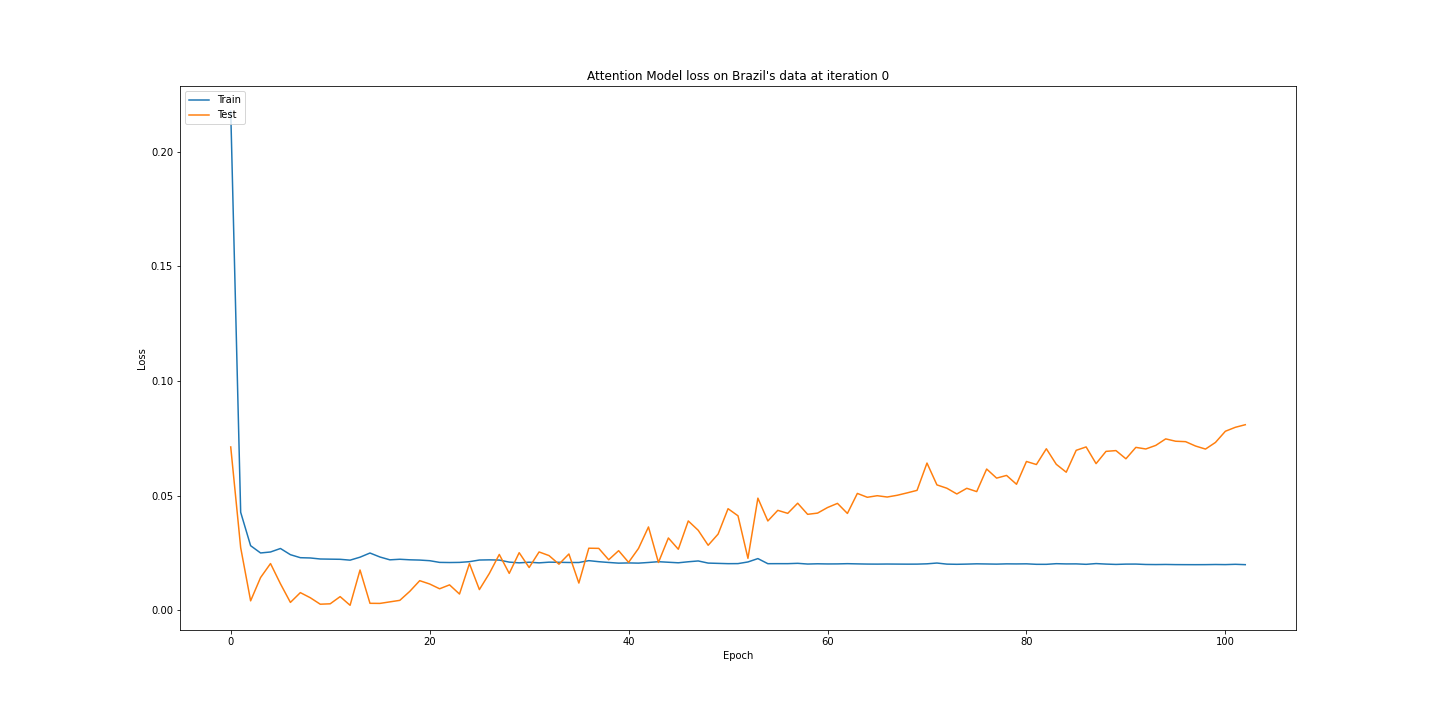 Attention Model loss on Brazil's data at iteration 0
Train
Test
0.20
0.15
0.10
0.05
0.00
Loss
0 20 40 60 80 100
Epoch